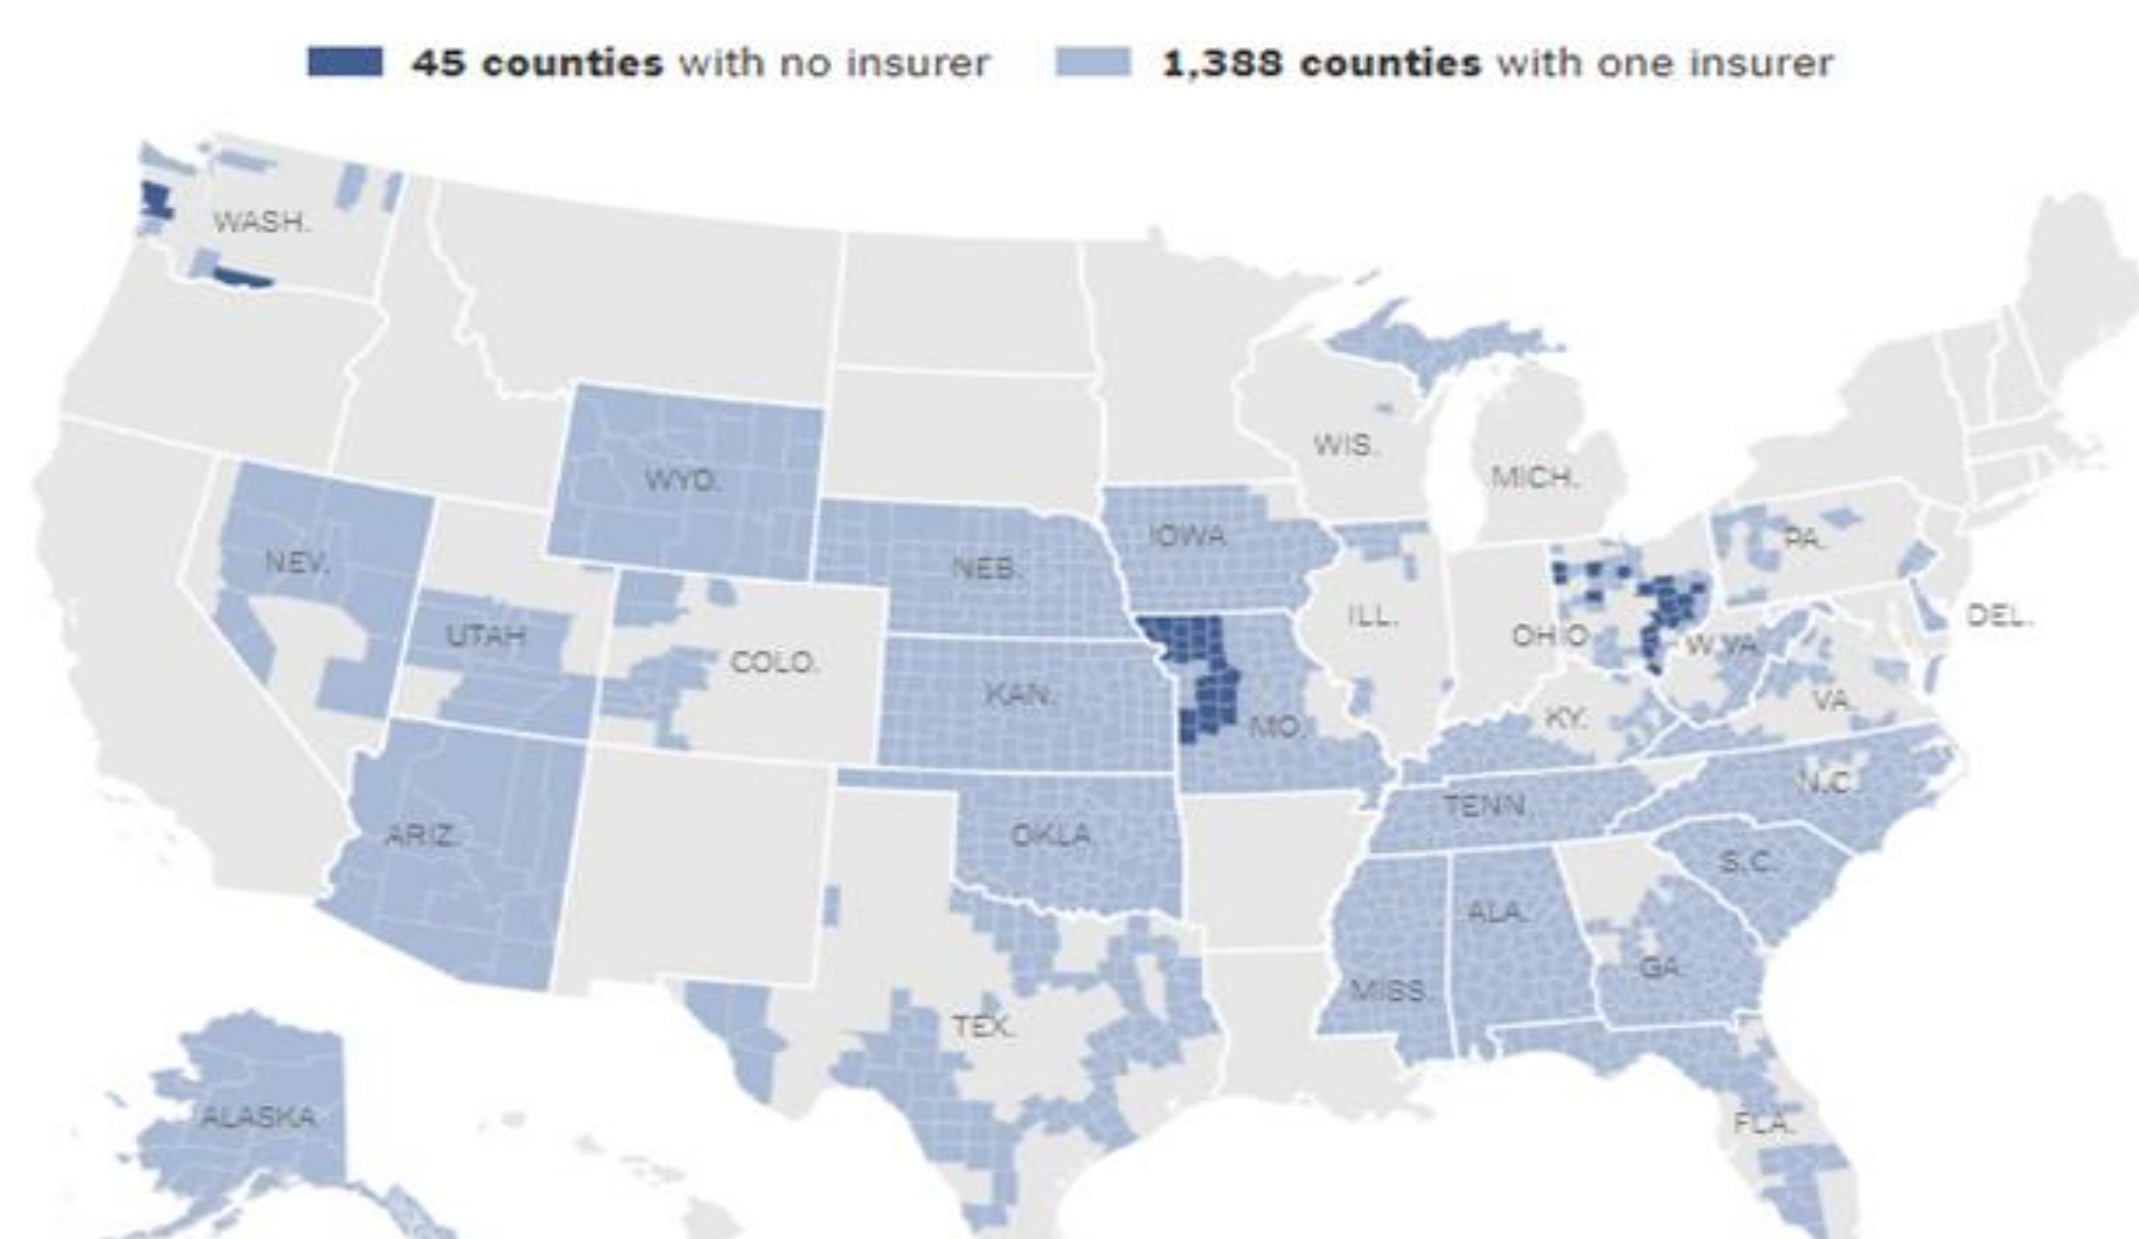 45 counties with no insurer
1,388 counties with one insurer
WASH.
WIS.
WYO.
MICH.
IOWA
PA.
NEV.
NEB.
ILL.
DEL.
UTAH
OHIO
W.VA.
COLO.
KAN.
VA.
KY.
MO.
N.C.
TENN.
ARIZ.
OKLA.
S.C.
ALA.
GA.
MISS.
TEX.
ALASKA
FLA.